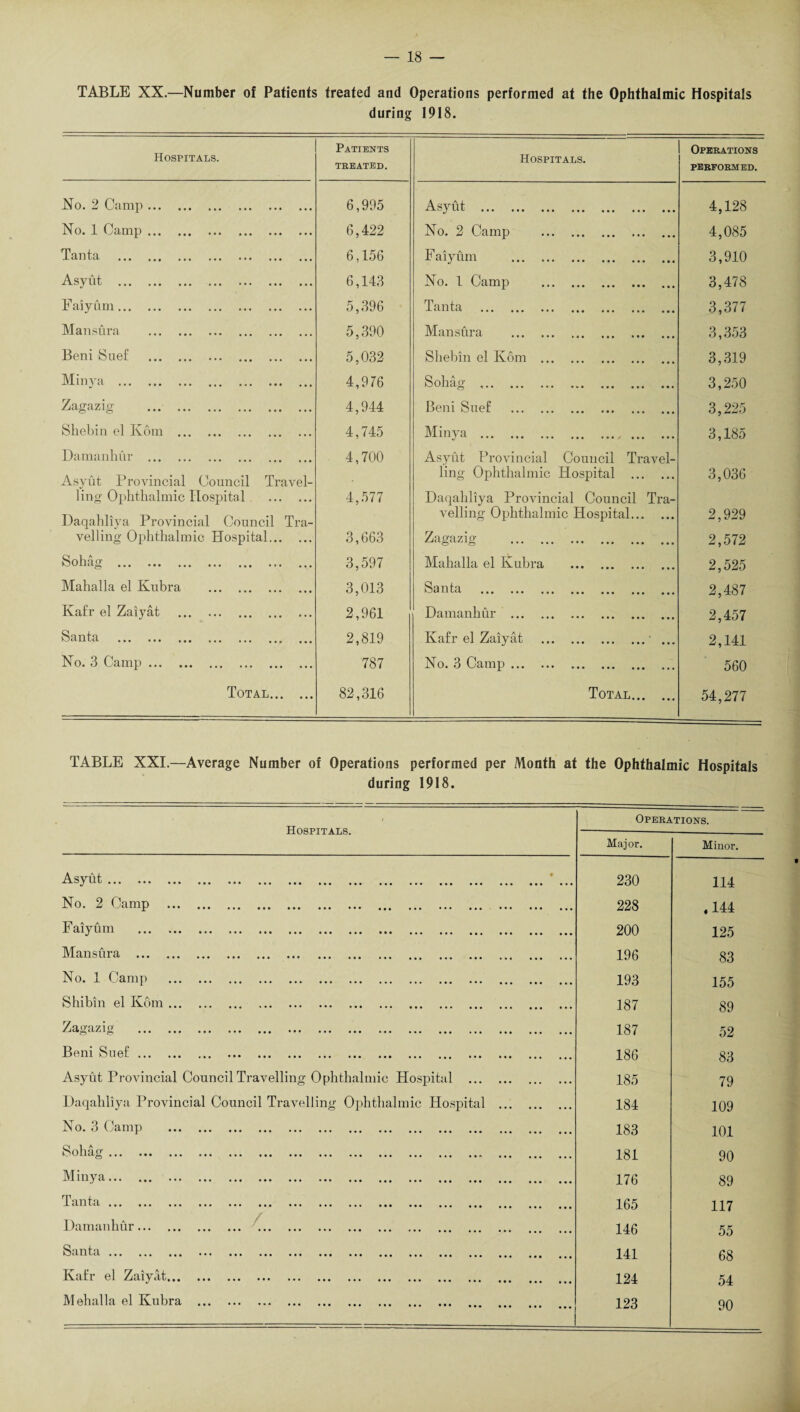 — 18 —
TABLE XX.—Number of Patients treated and Operations performed at the Ophthalmic Hospitals
during 1918.
Hospitals. Patients treated. Hospitals. Operations performed.
No. 2 Camp ... 6,995 Asyût ... 4,128
No. 1 Camp ... 6,422 No. 2 Camp ... 4,085
Tanta ... 6,156 Faiyûm ... 3,910
Asyût ... 6,143 No. 1 Camp ... 3,478
Faiyûm ... 5,396 Tanta ... 3,377
Mansûra ... 5,390 Mansûra ... 3,353
Beni Suef ... 5,032 Shebîn el Kôm ... 3,319
Minya ... 4,976 Sohâg ... 3,250
Zagazig ... 4,944 Beni Suef ... 3,225
Shebin el Kôm ... 4,745 Minya ... 3,185
Damanhûr ... 4,700 Asyût Provincial Council Travel-
ling Ophthalmic Hospital ... 3,036
Asyût Provincial Council Travel-
ling Ophthalmic Hospital ... 4,577 Daqahliya Provincial Council Tra-
velling Ophthalmic Hospital... 2,929
Daqahliya Provincial Council Tra-
velling Ophthalmic Hospital... 3,663 Zagazig ... 2,572
Sohâg ... 3,597 Mahalla el Kubra ... 2,525
Mahalla el Kubra ... 3,013 Santa ... 2,487
Kafr el Zaiyât ... 2,961 Damanhûr ... 2,457
Santa ... 2,819 Kafr el Zaiyât ... 2,141
No. 3 Camp ... 787 No. 3 Camp ... 560
Total... 82,316 Total... 54,277
TABLE XXI.—Average Number of Operations performed per Month at the Ophthalmic Hospitals
during 1918.
Hospitals. Operations.
Major. Minor.
Asyût ... 230 114
No. 2 Camp ... 228 144
Faiyûm ... 200 125
Mansûra ... 196 83
No. 1 Camp ... 193 155
Shibîn el Kôm ... 187 89
Zagazig ... 187 52
Beni Suef ... 186 83
Asyût Provincial Council Travelling Ophthalmic Hospital ... 185 79
Daqahliya Provincial Council Travelling Ophthalmic Hospital ... 184 109
No. 3 Camp ... 183 101
Sohâg ... 181 90
Minya ... 176 89
Tanta ... 165 117
Damanhûr ... 146 55
Santa ... 141 68
Kafr el Zaiyât... 124 54
Mehalla el Kubra ... 123 90